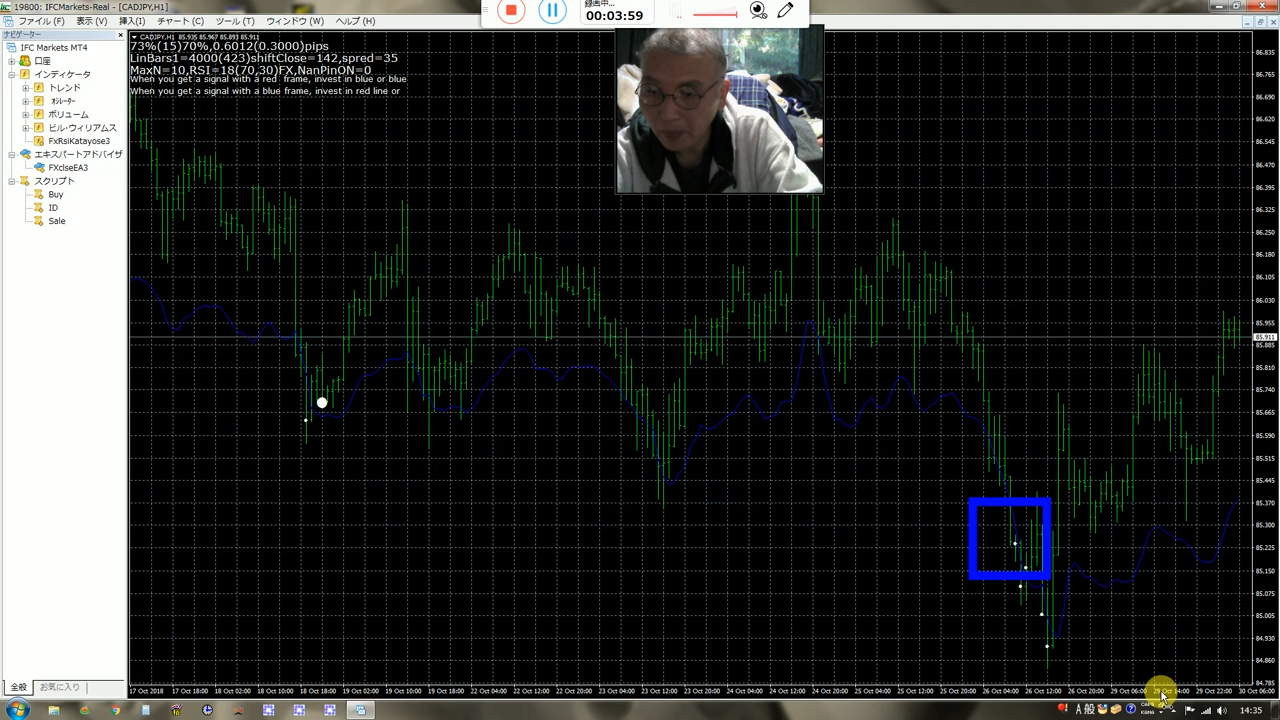 19800: IFCMarkets-Real - [CADJPY,H1]
録画中...
00:03:59
ファイル (F) 表示 (V) 挿入(I) チャート (C) ツール (T) ウィンドウ (W) ヘルプ (H)
ナビゲーター
IFC Markets MT4
口座
インディケータ
トレンド
オシレーター
ボリューム
ビル・ウィリアムス
FxRsiKatayose3
エキスパートアドバイザ
FXclseEA3
スクリプト
Buy
ID
Sale
全般 お気に入り
CADJPY,H1 85.935 85.967 85.893 85.911
73%(15)70%,0.6012(0.3000)pips
LinBars1=4000(423)shiftClose=142,spred=35
MaxN=10,RSI=18(70,30)FX,NanPinON=0
When you get a signal with a red frame, invest in blue or blue
When you get a signal with a blue frame, invest in red line or
86.835
86.765
86.690
86.620
86.545
86.470
86.395
86.325
86.250
86.180
86.105
86.030
85.955
85.911
85.885
85.810
85.740
85.665
85.590
85.515
85.445
85.370
85.300
85.225
85.150
85.075
85.005
84.930
84.860
84.785
17 Oct 2018 17 Oct 18:00 18 Oct 02:00 18 Oct 10:00 18 Oct 18:00 19 Oct 02:00 19 Oct 10:00 19 Oct 18:00 22 Oct 04:00 22 Oct 12:00 22 Oct 20:00 23 Oct 04:00 23 Oct 12:00 23 Oct 20:00 24 Oct 04:00 24 Oct 12:00 24 Oct 20:00 25 Oct 04:00 25 Oct 12:00 25 Oct 20:00 26 Oct 04:00 26 Oct 12:00 26 Oct 20:00 29 Oct 06:00 29 Oct 14:00 29 Oct 22:00 30 Oct 06:00
A 般
CAPS
KANA
14:35